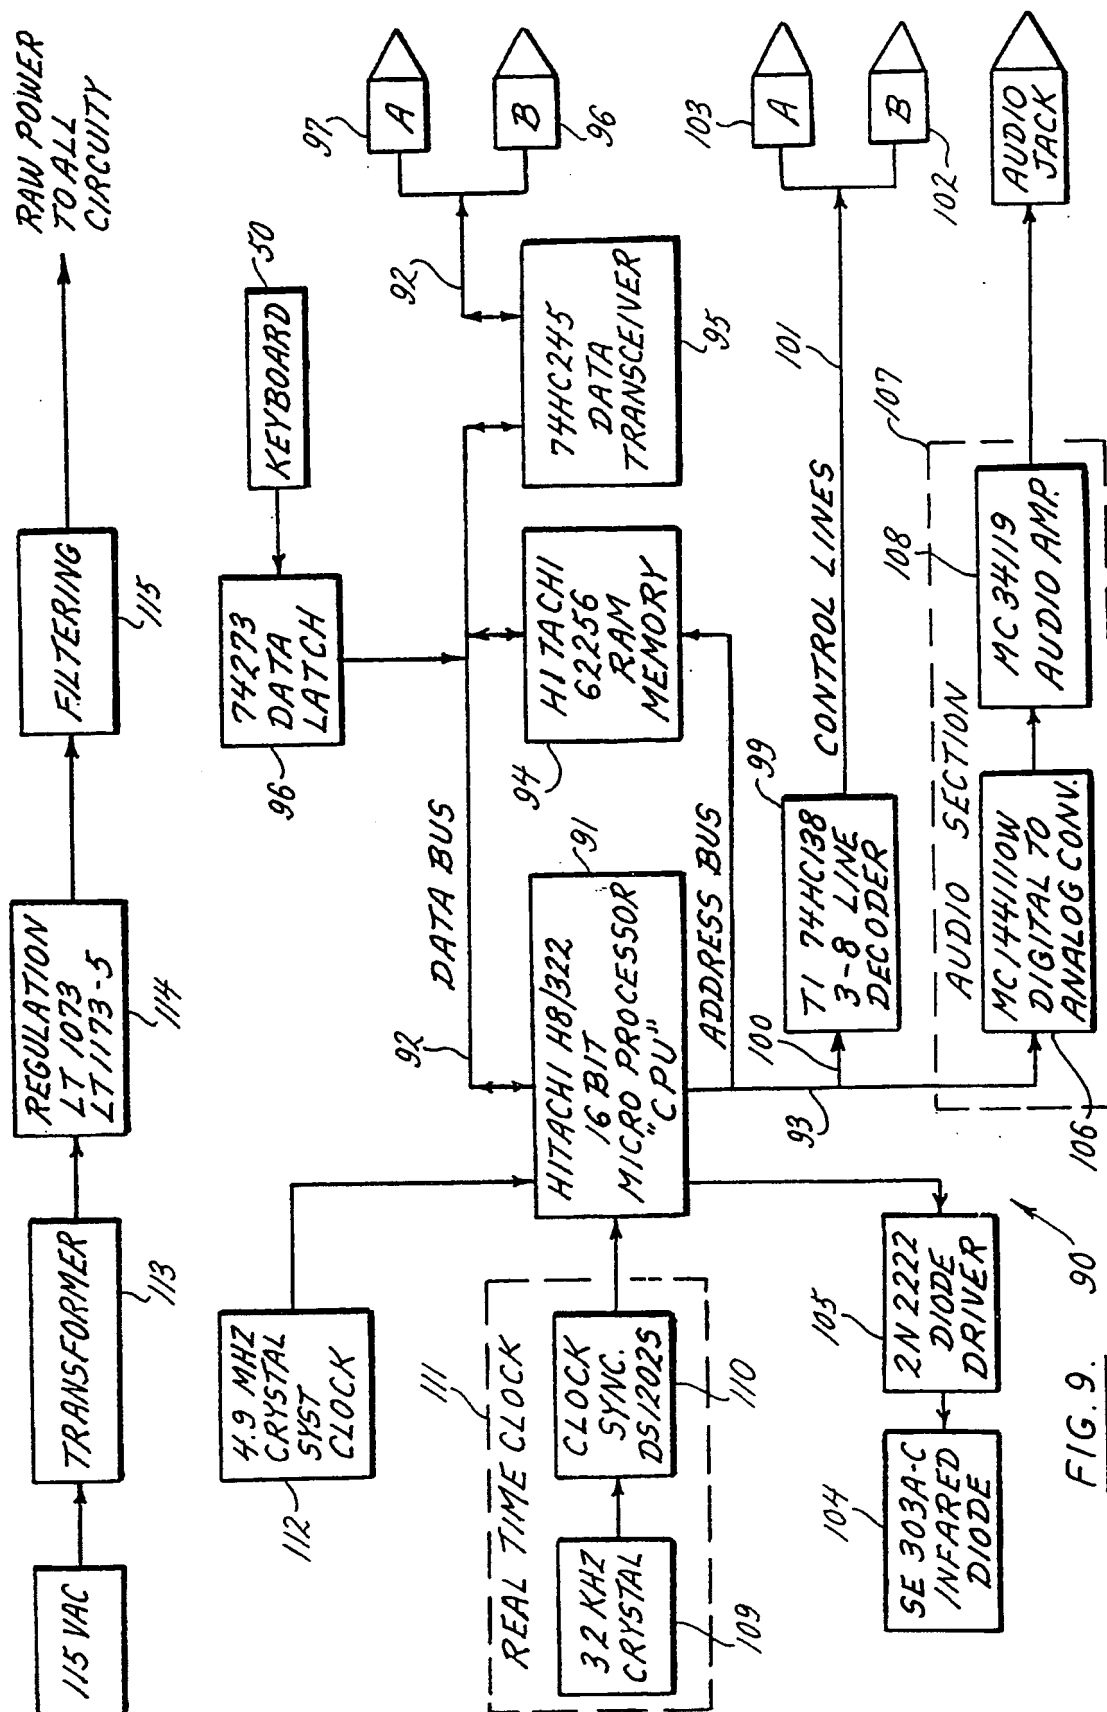 115 VAC
TRANSFORMER
113
REGULATION
LT 1073
LT1173-5
114
FILTERING
115
RAW POWER
TO ALL
CIRCUITY
4.9 MHZ
CRYSTAL
SYST
CLOCK
112
74273
DATA
LATCH
96
KEYBOARD
50
DATA BUS
92
92
97
A
B
96
REAL TIME CLOCK
111
32 KHZ
CRYSTAL
109
CLOCK
SYNC.
DS1202S
110
HITACHI H8/322
16 BIT
MICRO PROCESSOR
"CPU"
91
HITACHI
62256
RAM
MEMORY
94
74HC245
DATA
TRANSCEIVER
95
ADDRESS BUS
93
100
TI 74HC138
3-8 LINE
DECODER
99
CONTROL LINES
101
103
A
B
102
SE 303A-C
INFARED
DIODE
104
2N 2222
DIODE
DRIVER
105
AUDIO SECTION
107
MC144110W
DIGITAL TO
ANALOG CONV.
106
MC 34119
AUDIO AMP.
108
AUDIO
JACK
90
FIG. 9.